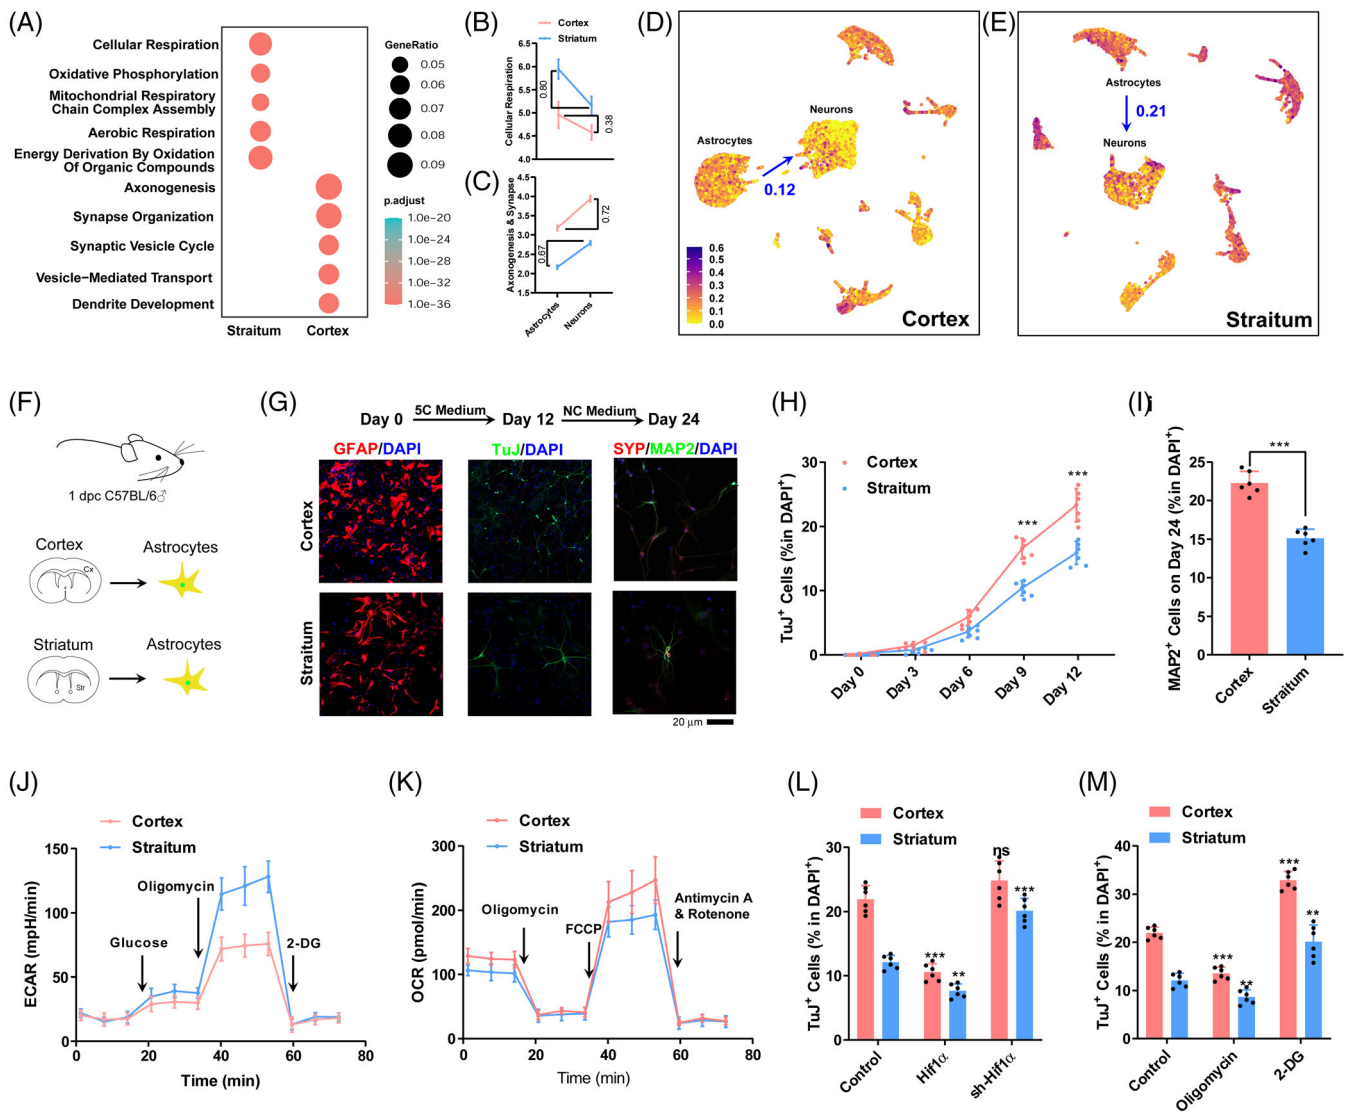 (A)
Cellular Respiration
Oxidative Phosphorylation
Mitochondrial Respiratory
Chain Complex Assembly
Aerobic Respiration
Energy Derivation By Oxidation
Of Organic Compounds
Axonogenesis
Synapse Organization
Synaptic Vesicle Cycle
Vesicle−Mediated Transport
Dendrite Development
Straitum
Cortex
GeneRatio
0.05
0.06
0.07
0.08
0.09
p.adjust
1.0e−20
1.0e−24
1.0e−28
1.0e−32
1.0e−36
(B)
Cortex
Striatum
Cellular Respiration
6.5
6.0
5.5
5.0
4.5
4.0
0.80
0.38
(C)
Axonogenesis & Synapse
4.5
4.0
3.5
3.0
2.5
2.0
1.5
0.67
0.72
Astrocytes
Neurons
(D)
Neurons
Astrocytes
0.12
0.6
0.5
0.4
0.3
0.2
0.1
0.0
Cortex
(E)
Astrocytes
0.21
Neurons
Straitum
(F)
1 dpc C57BL/6♂
Cortex
Astrocytes
Cx
Striatum
Astrocytes
Str
(G)
Day 0
5C Medium
Day 12
NC Medium
Day 24
GFAP/DAPI
TuJ/DAPI
SYP/MAP2/DAPI
Cortex
Straitum
20 μm
(H)
Cortex
Straitum
TuJ+ Cells (%in DAPI+)
30
20
10
0
***
***
Day 0
Day 3
Day 6
Day 9
Day 12
(I)i
MAP2+ Cells on Day 24 (%in DAPI+)
25
20
15
10
5
0
***
Cortex
Straitum
(J)
Cortex
Straitum
ECAR (mpH/min)
150
100
50
0
Glucose
Oligomycin
2-DG
0
20
40
60
80
Time (min)
(K)
Cortex
Striatum
OCR (pmol/min)
300
200
100
0
Oligomycin
FCCP
Antimycin A
& Rotenone
0
20
40
60
80
Time (min)
(L)
Cortex
Striatum
TuJ+ Cells (% in DAPI+)
30
20
10
0
***
**
ns
***
Control
Hif1α
sh-Hif1α
(M)
Cortex
Striatum
TuJ+ Cells (% in DAPI+)
40
30
20
10
0
***
**
***
**
Control
Oligomycin
2-DG